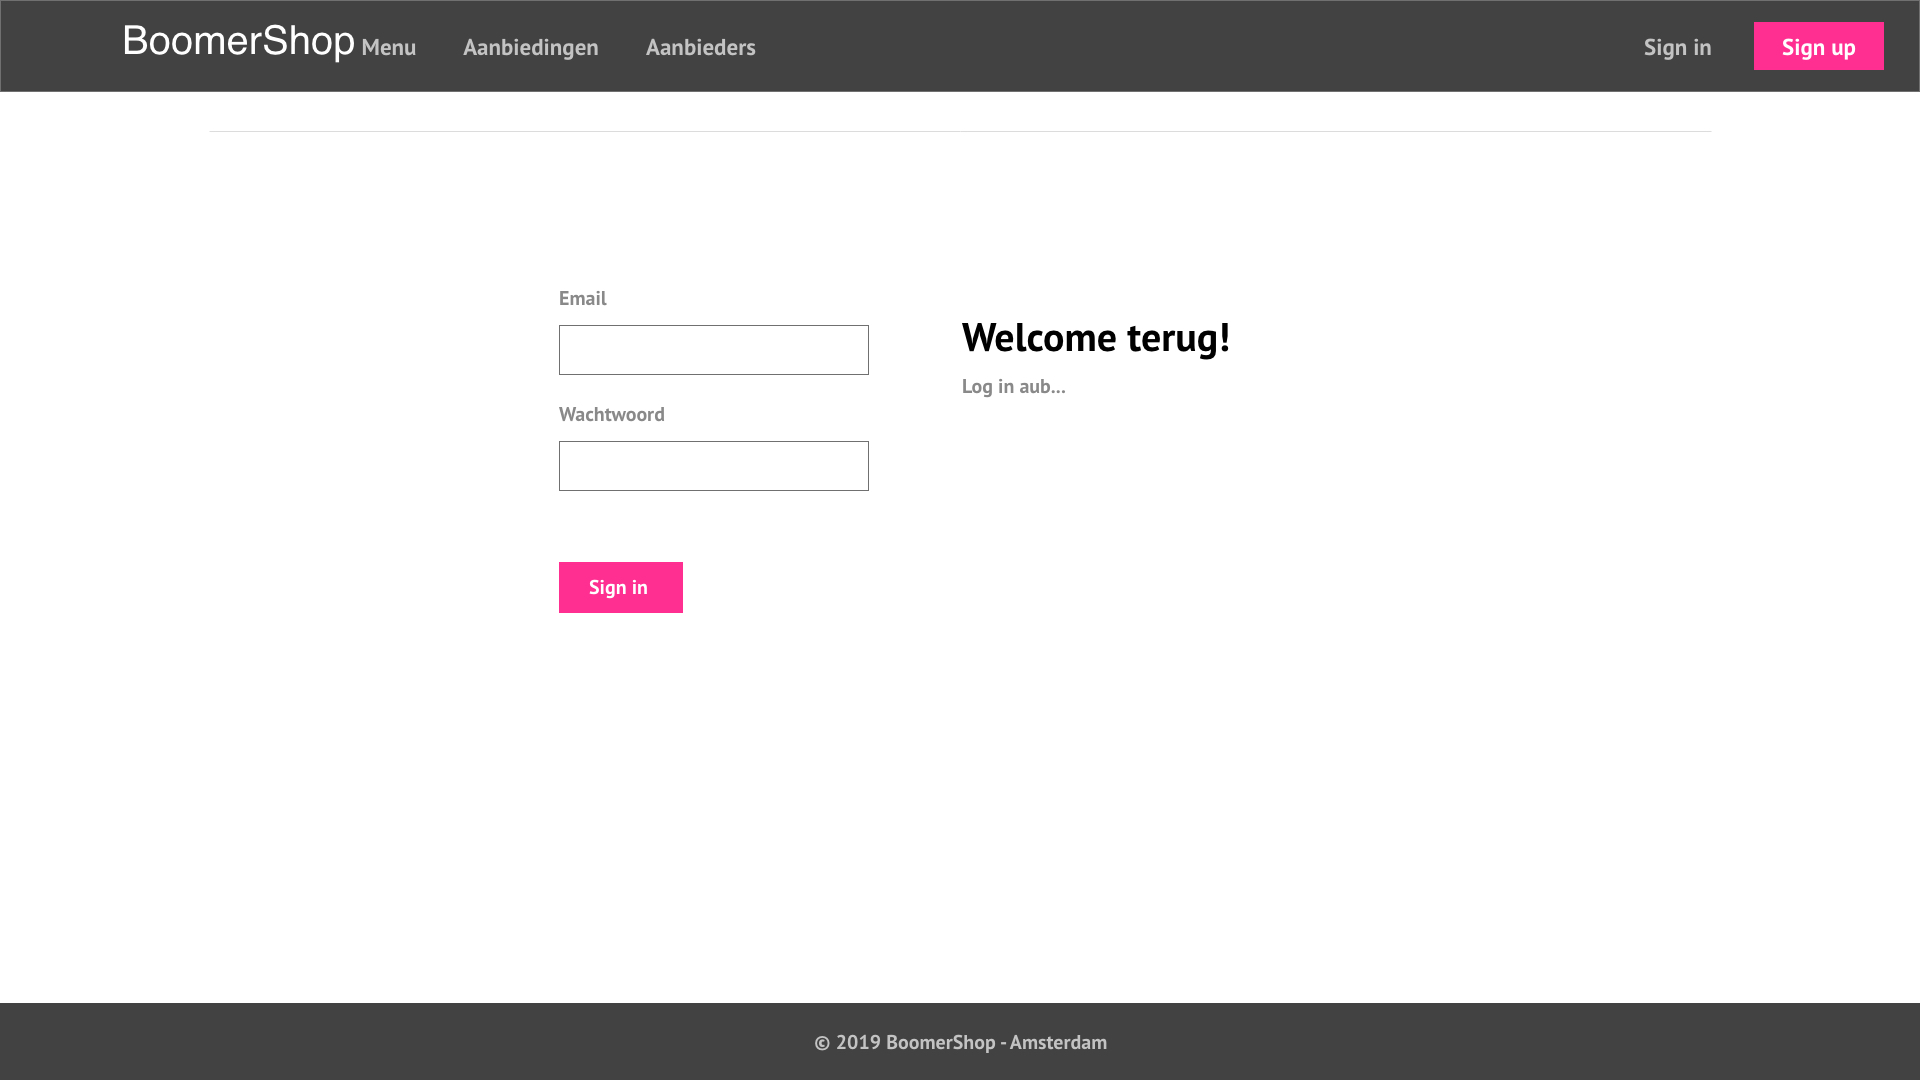 BoomerShop Menu Aanbiedingen Aanbieders Sign in Sign up
Email
Welcome terug!
Log in aub...
Wachtwoord
Sign in
© 2019 BoomerShop - Amsterdam